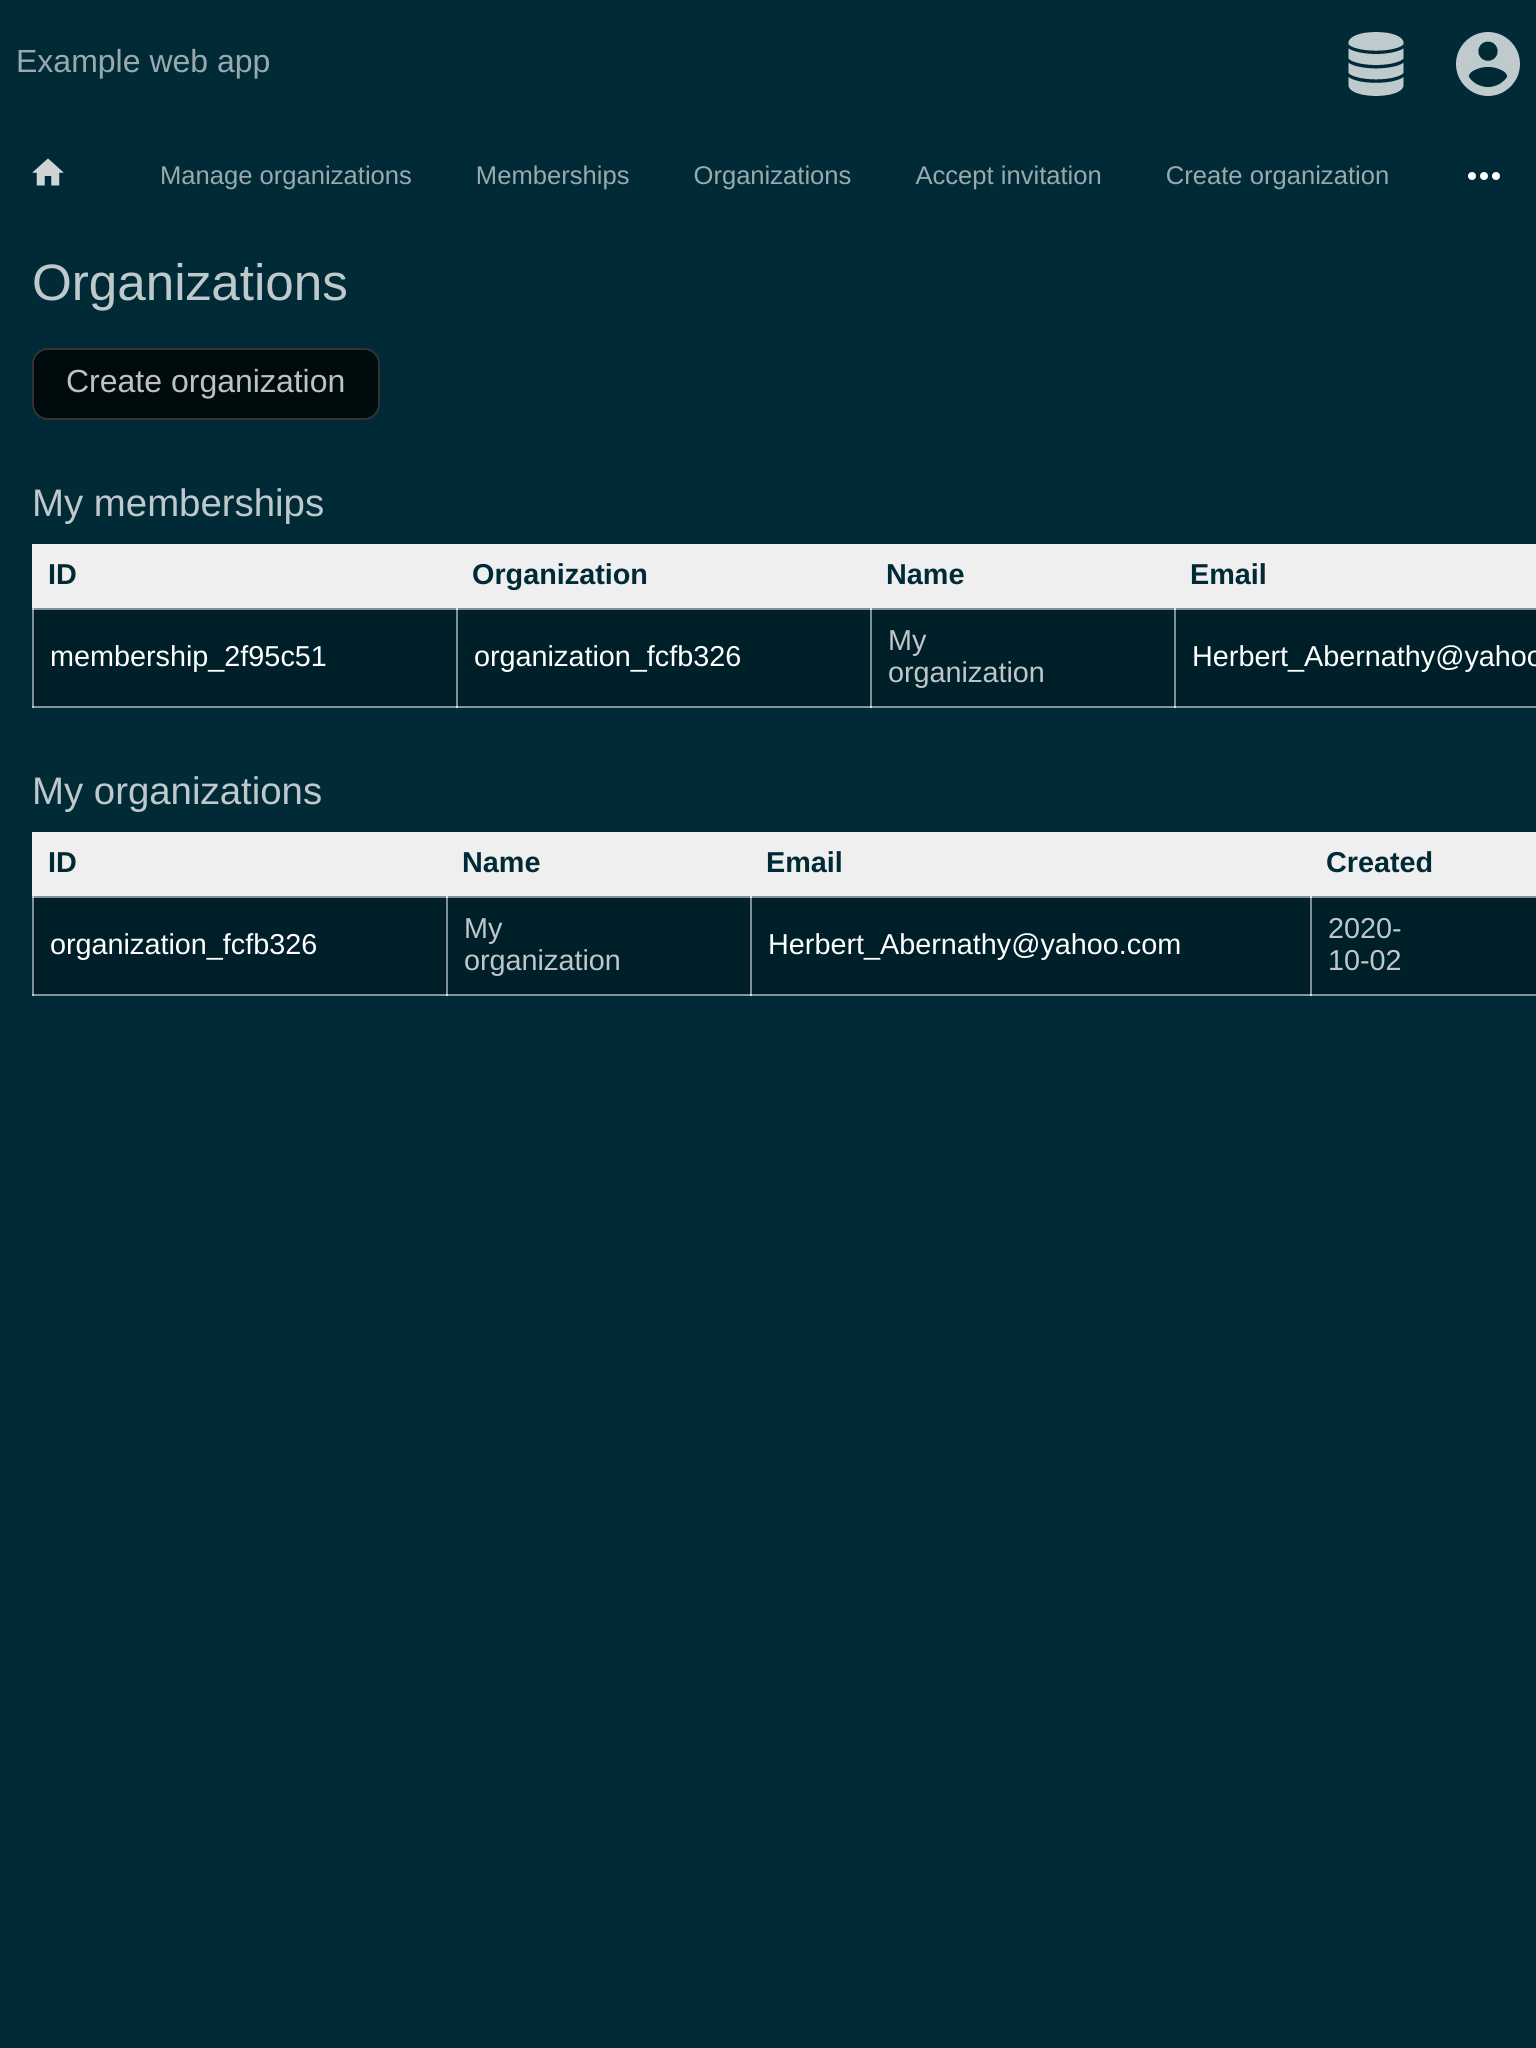 Example web app
Manage organizations Memberships Organizations Accept invitation Create organization
Organizations
Create organization
My memberships
ID Organization Name Email
membership_2f95c51 organization_fcfb326 My organization Herbert_Abernathy@yahoo
My organizations
ID Name Email Created
organization_fcfb326 My organization Herbert_Abernathy@yahoo.com 2020-10-02